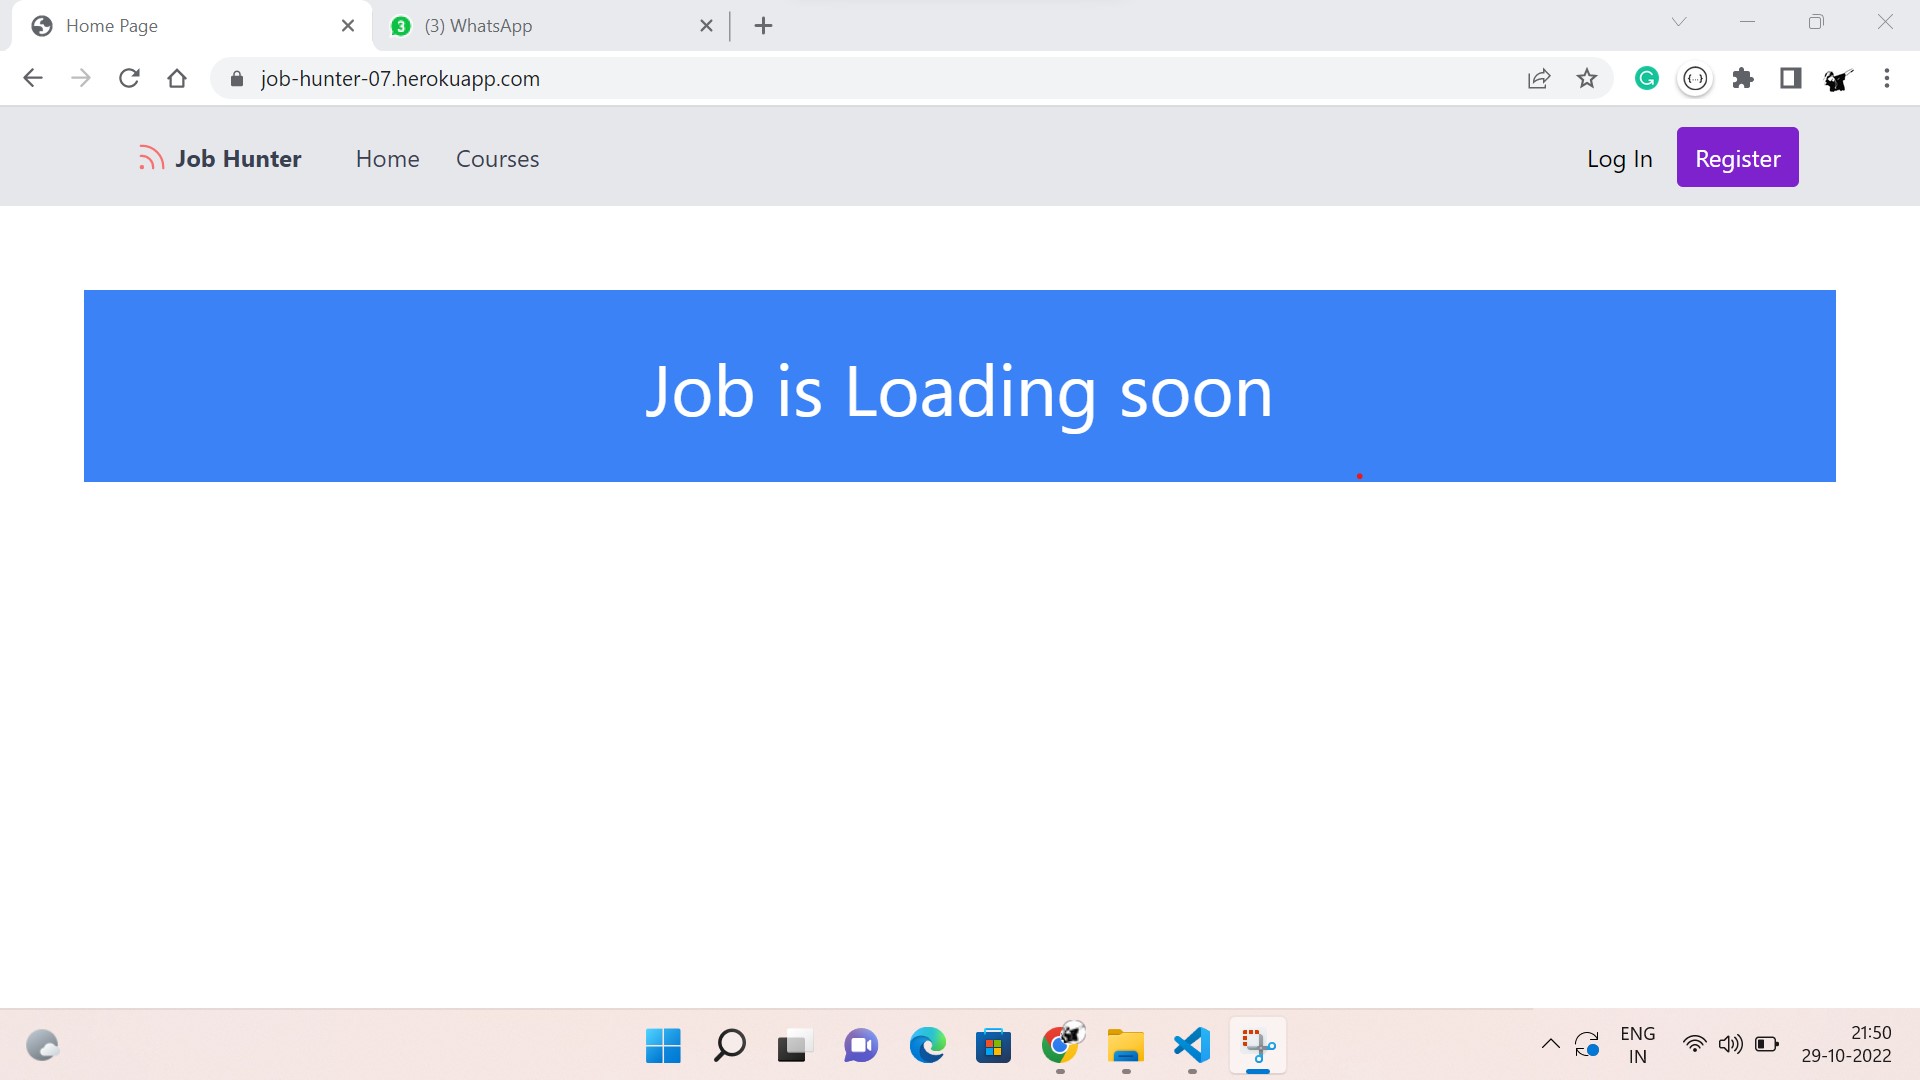 Home Page
3 (3) WhatsApp
job-hunter-07.herokuapp.com
Job Hunter Home Courses Log In Register
Job is Loading soon
ENG 21:50
IN 29-10-2022